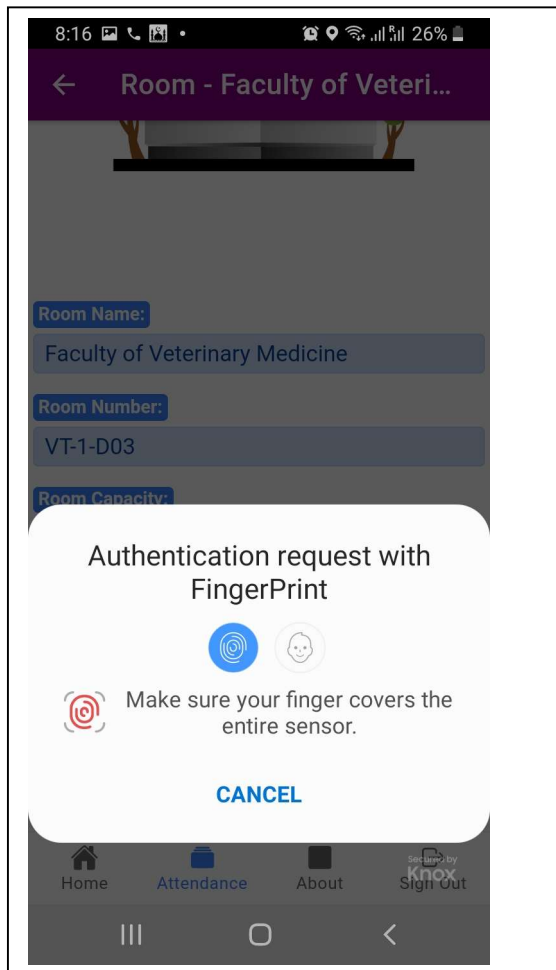 8:16 26%
Room - Faculty of Veteri...
Room Name:
Faculty of Veterinary Medicine
Room Number:
VT-1-D03
Room Capacity:
Authentication request with
FingerPrint
Make sure your finger covers the
entire sensor.
CANCEL
Secured by
Knox
Home Attendance About Sign Out